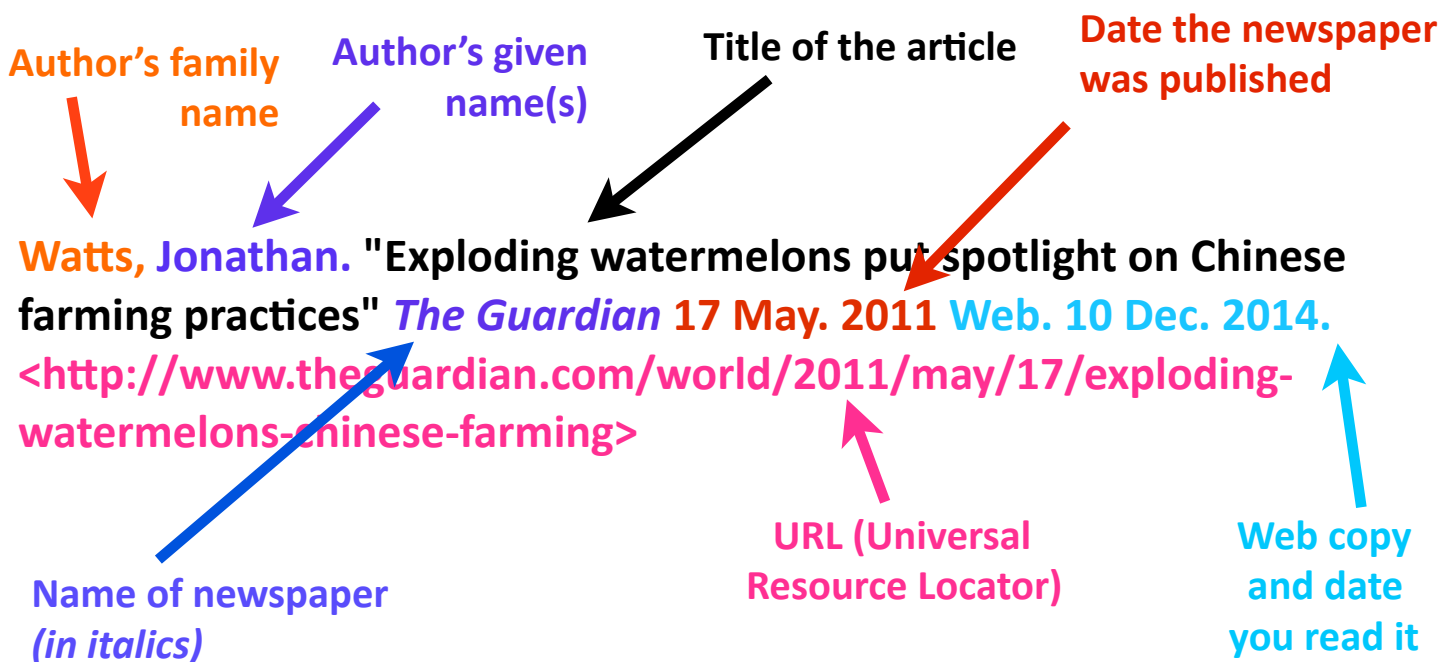 Author’s family
name
Author’s given
name(s)
Title of the article
Date the newspaper
was published
Watts, Jonathan. "Exploding watermelons put spotlight on Chinese
farming practices" The Guardian 17 May. 2011 Web. 10 Dec. 2014.
<http://www.theguardian.com/world/2011/may/17/exploding-
watermelons-chinese-farming>
Name of newspaper
(in italics)
URL (Universal
Resource Locator)
Web copy
and date
you read it